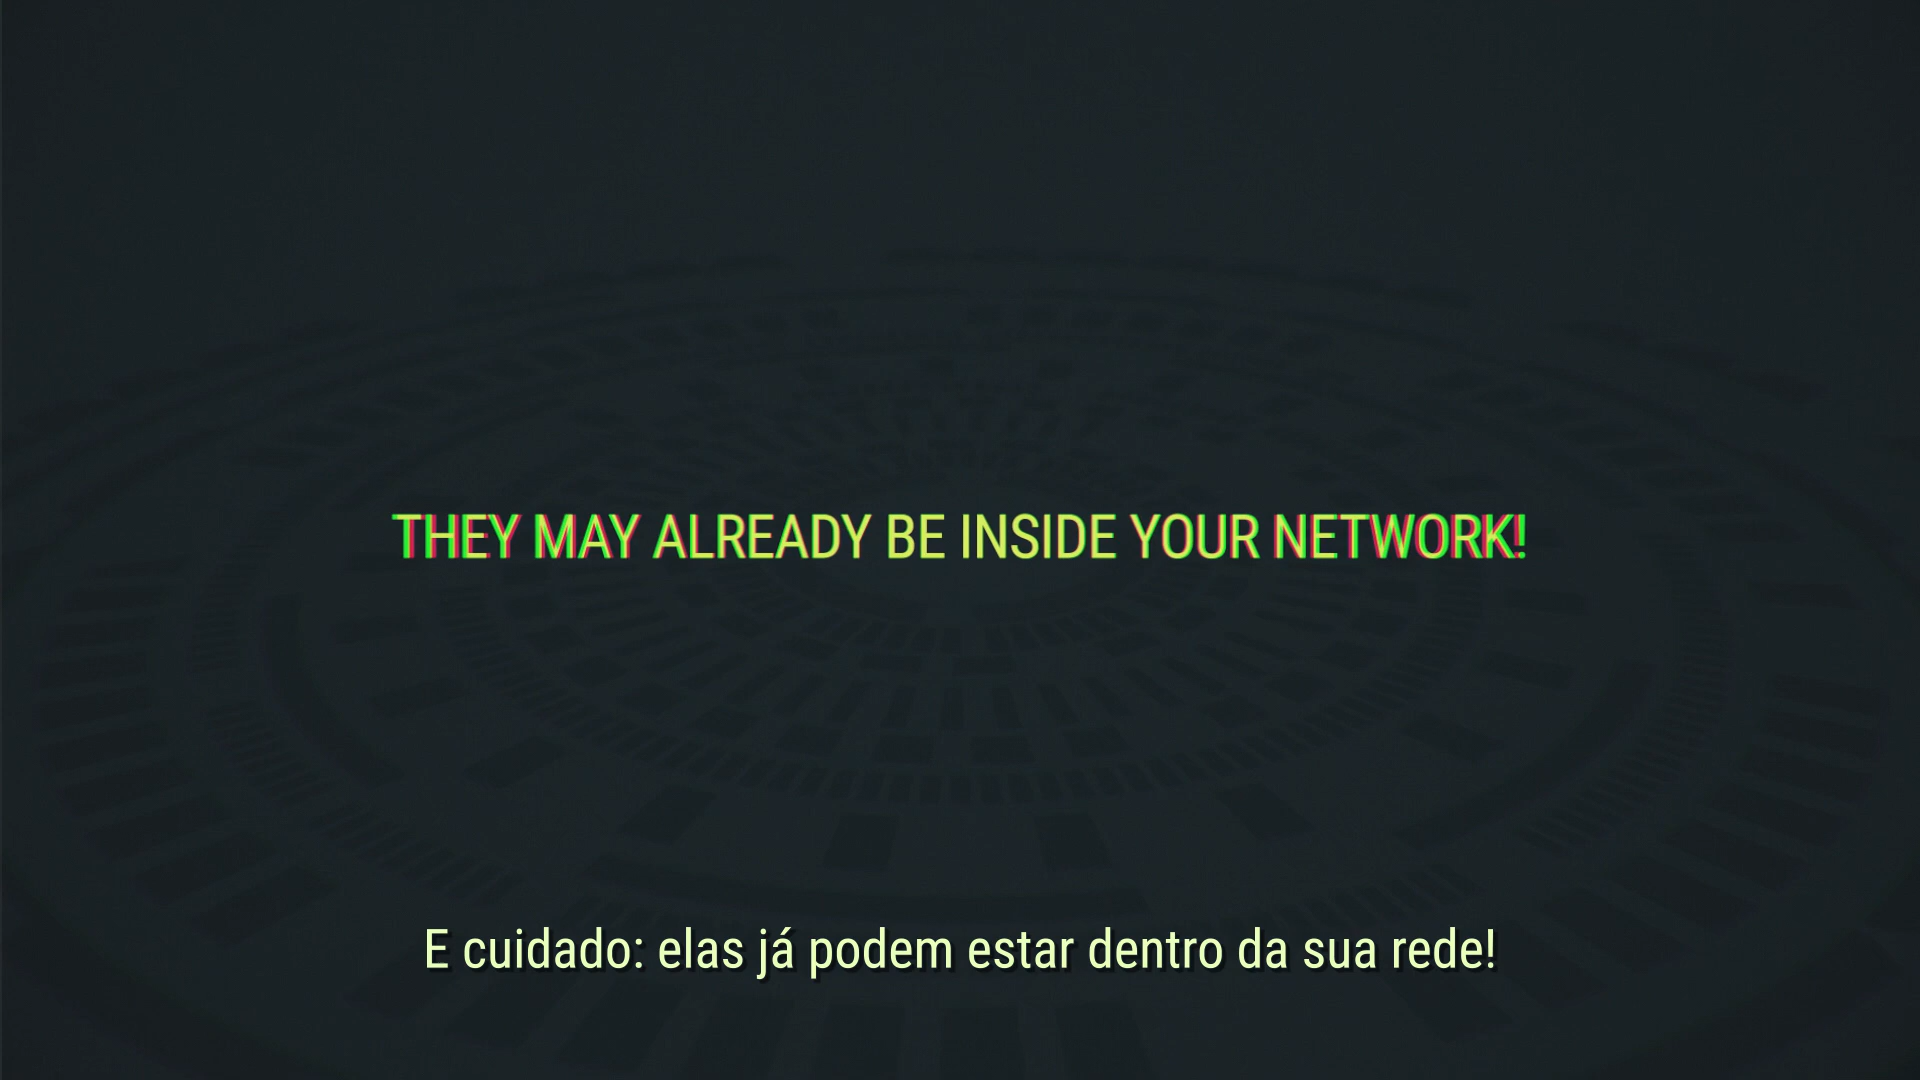 THEY MAY ALREADY BE INSIDE YOUR NETWORK!
E cuidado: elas já podem estar dentro da sua rede!